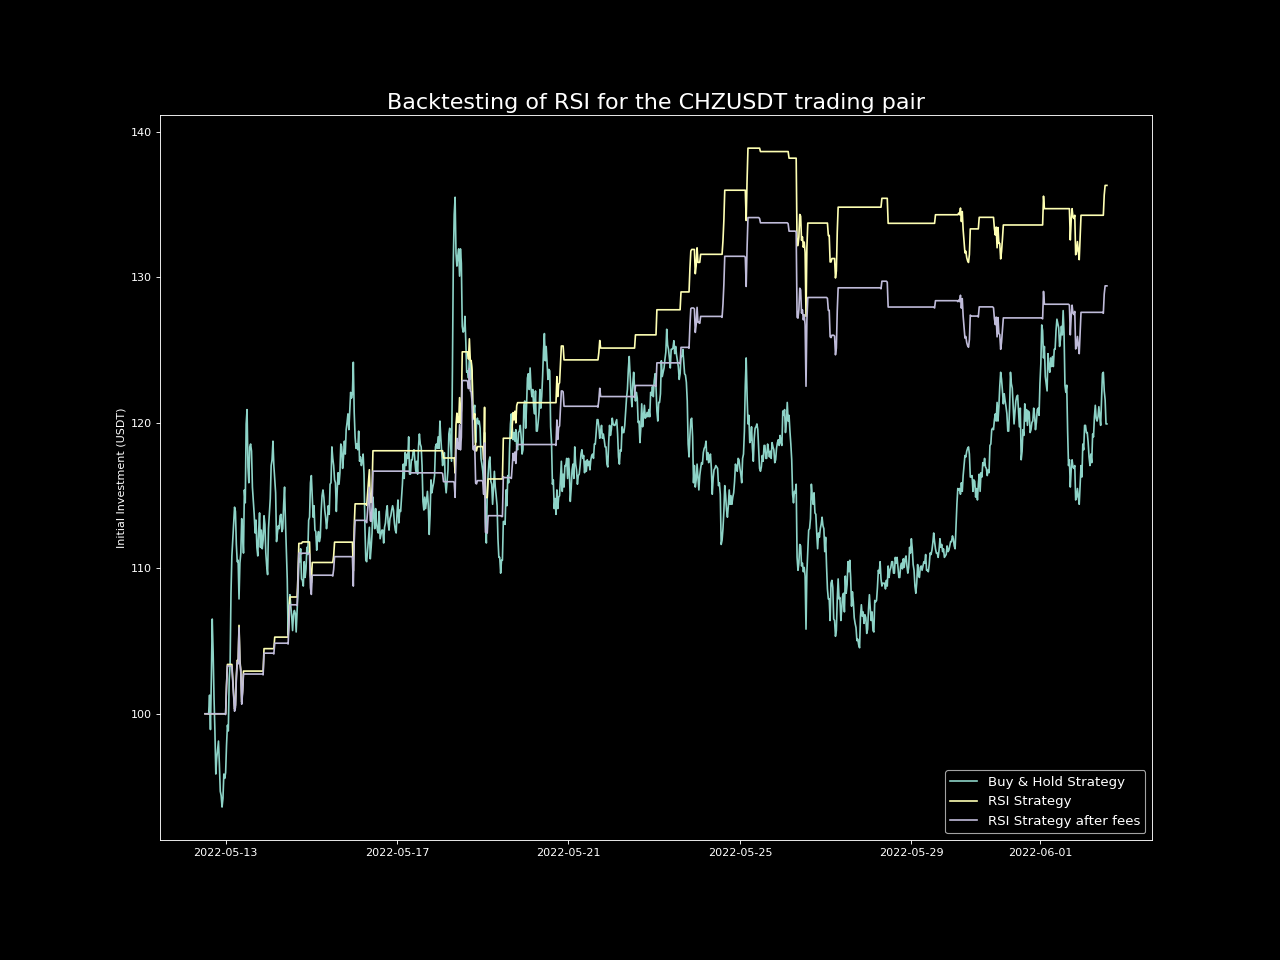 Backtesting of RSI for the CHZUSDT trading pair
140
130
120
110
100
Initial Investment (USDT)
2022-05-13
2022-05-17
2022-05-21
2022-05-25
2022-05-29
2022-06-01
Buy & Hold Strategy
RSI Strategy
RSI Strategy after fees